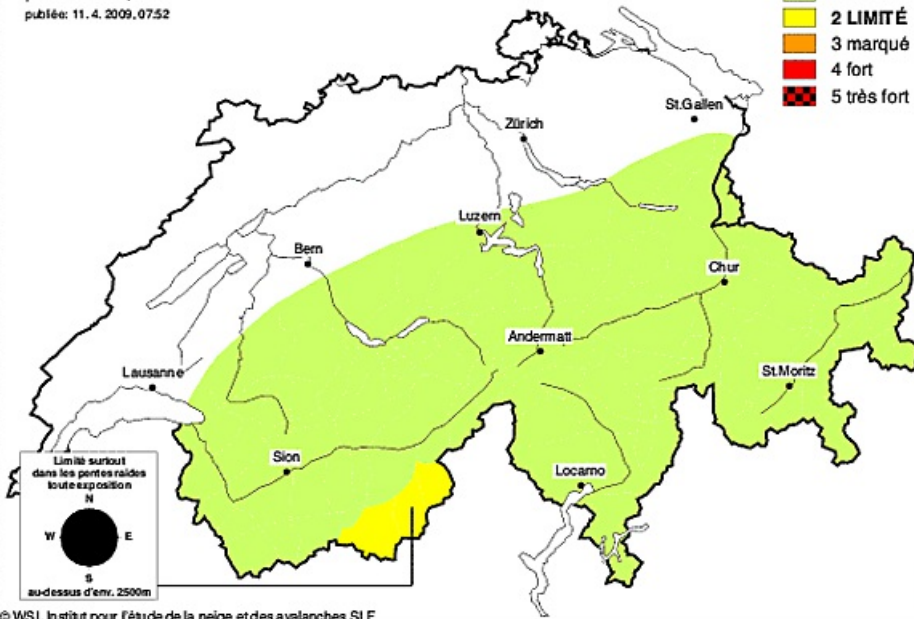 publiée: 11. 4. 2009, 07:52
2 LIMITÉ
3 marqué
4 fort
5 très fort
St.Gallen
Zürich
Luzern
Bern
Chur
Andermatt
Lausanne
St.Moritz
Sion
Locarno
Limité surtout
dans les pentes raides
toute exposition
N
W E
S
au-dessus d'env. 2500m
© WSL Institut pour l'étude de la neige et des avalanches SLF